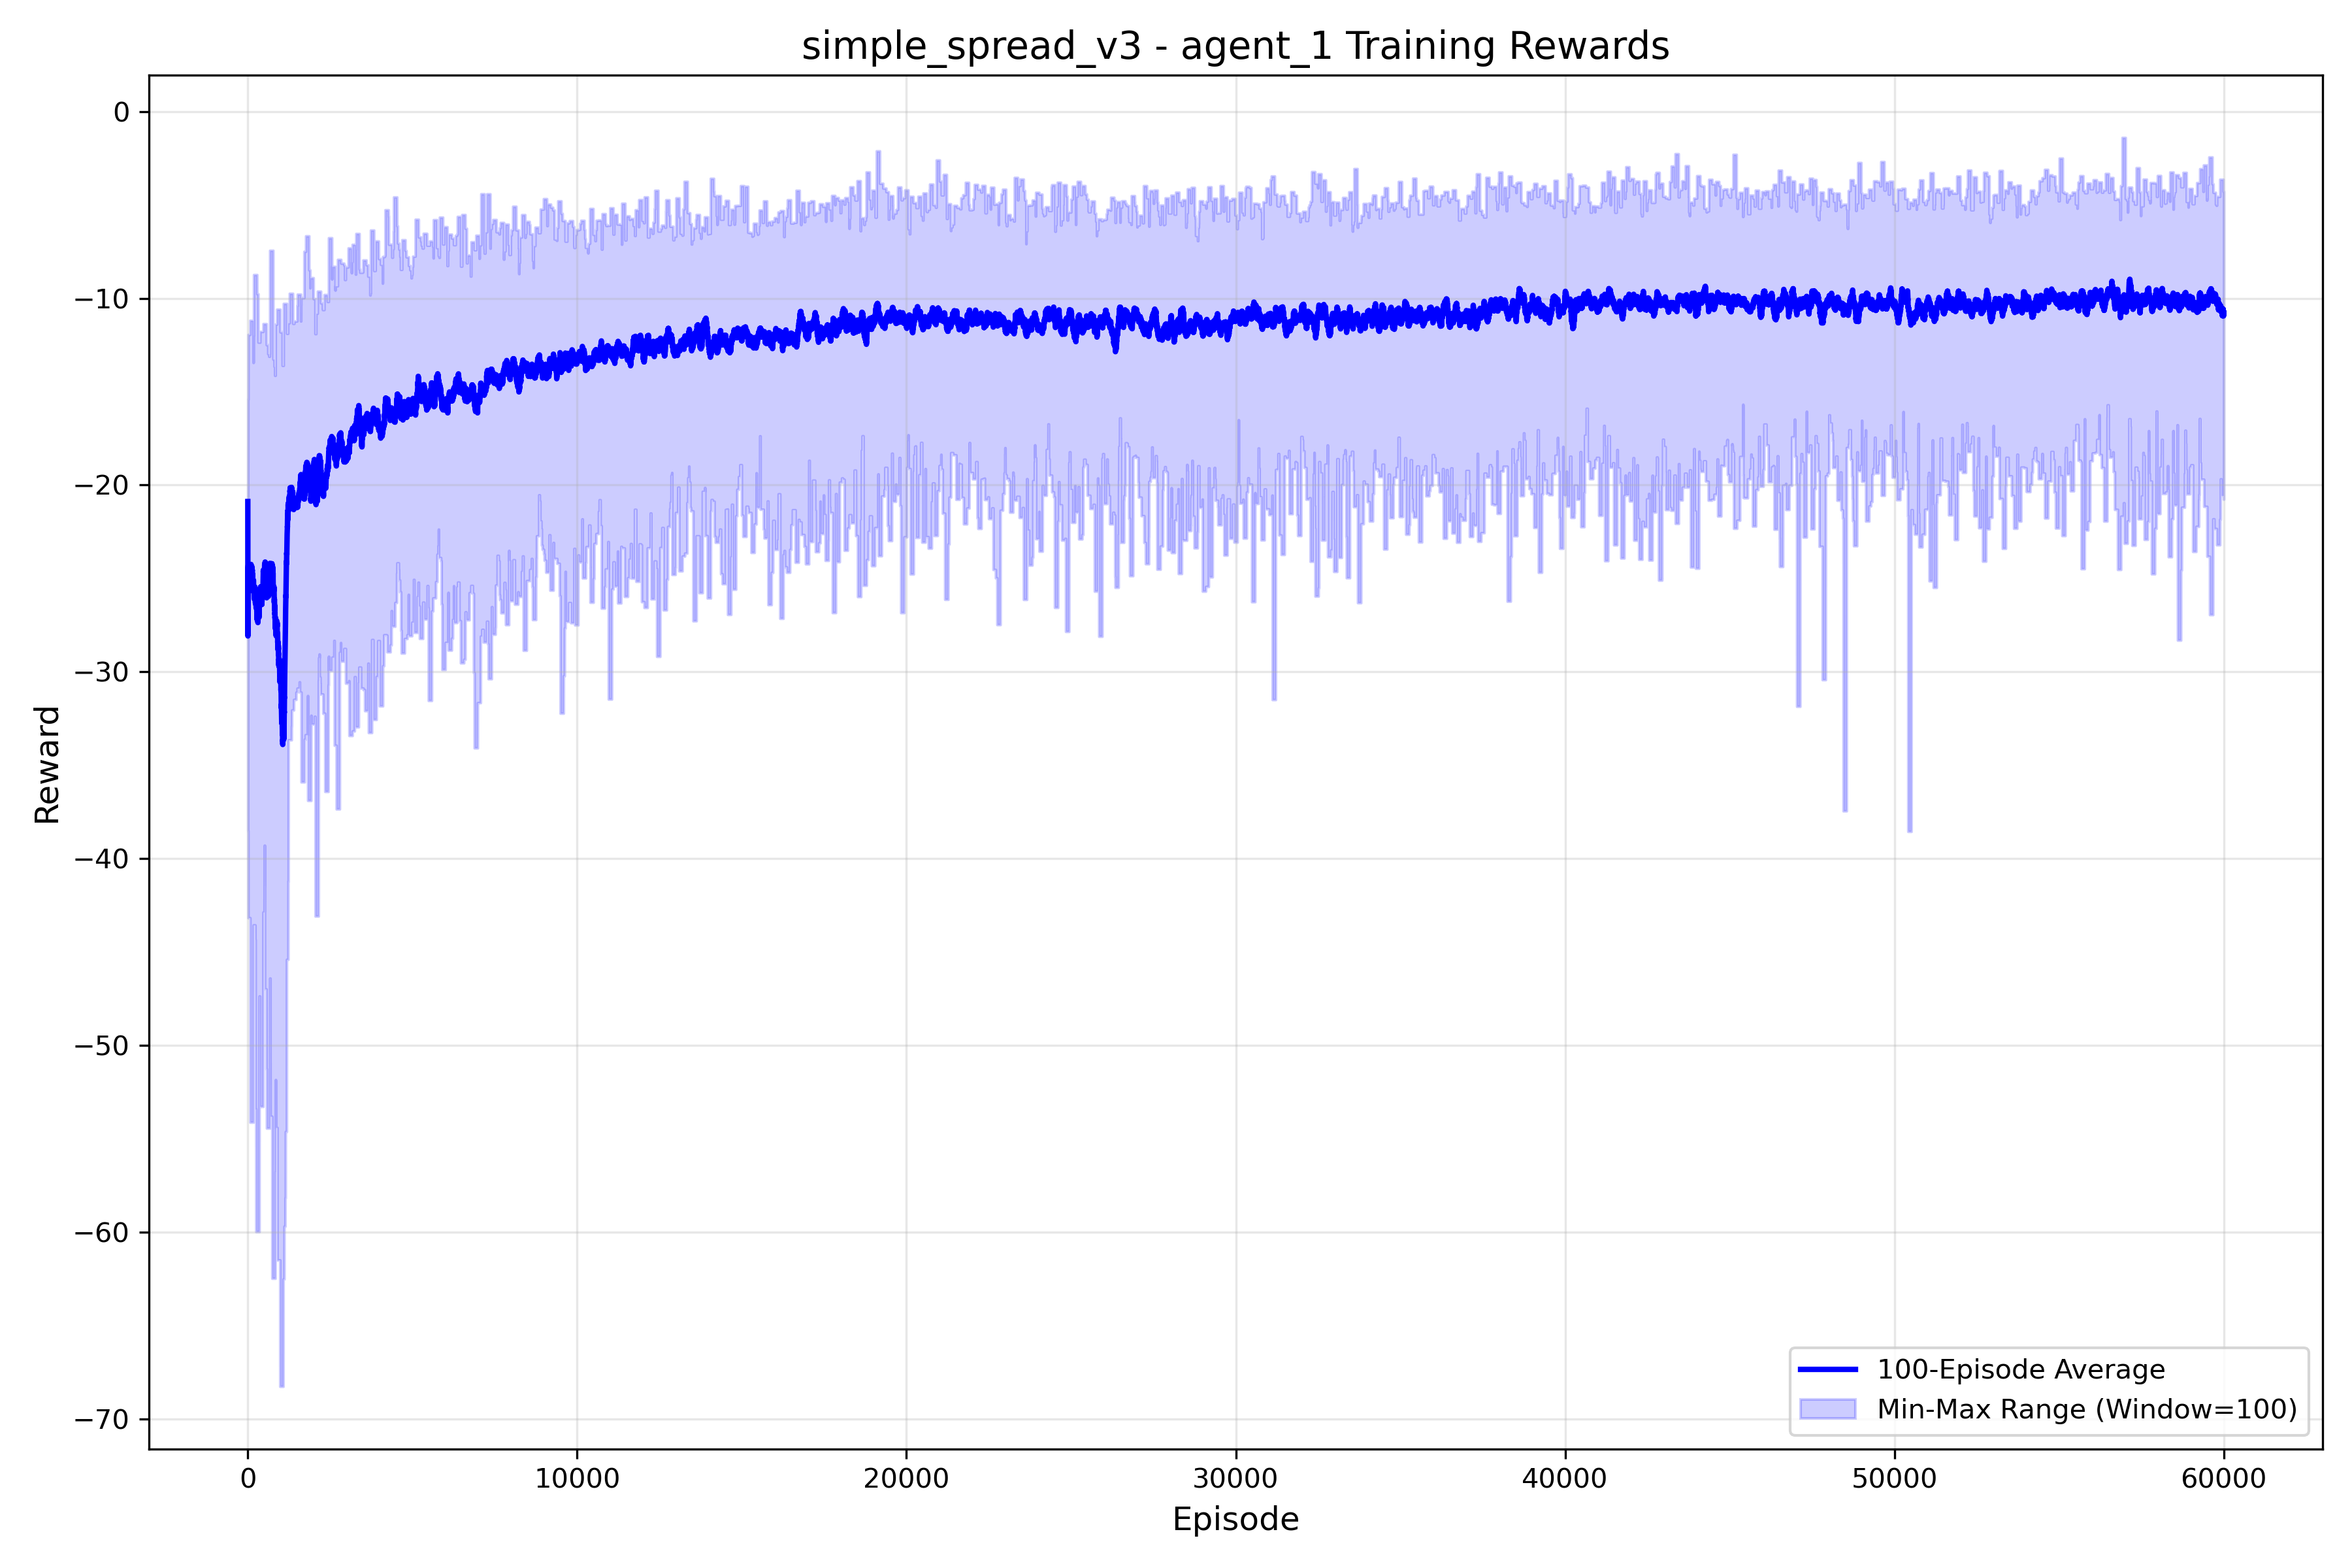 simple_spread_v3 - agent_1 Training Rewards
0
−10
−20
−30
−40
−50
−60
−70
Reward
0 10000 20000 30000 40000 50000 60000
Episode
100-Episode Average
Min-Max Range (Window=100)